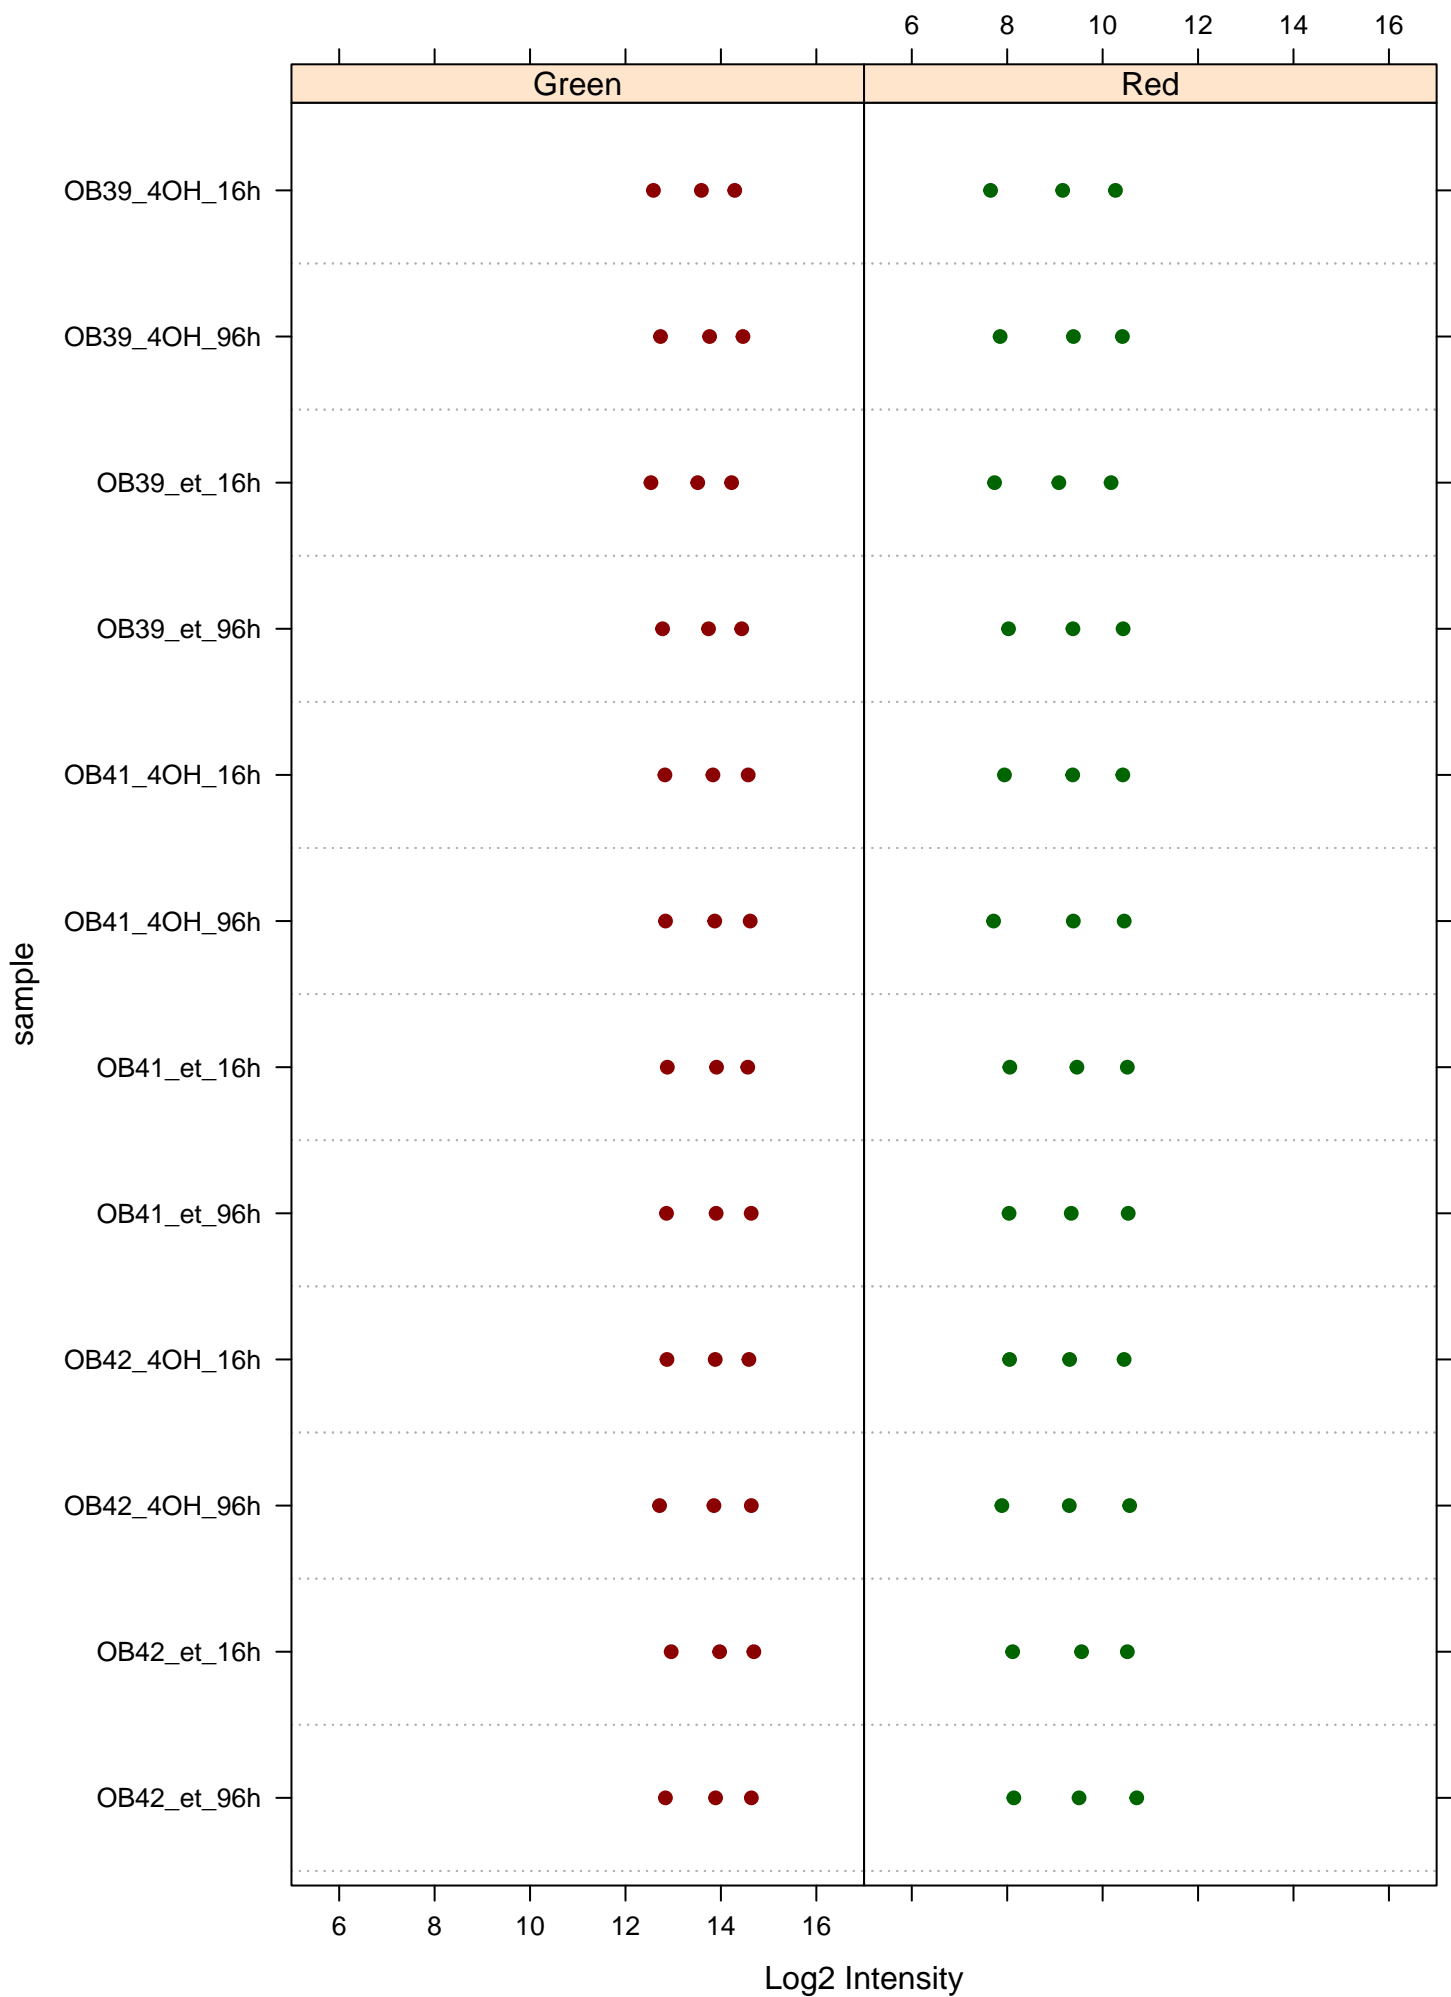 6 8 10 12 14 16
Green Red
OB39_4OH_16h
OB39_4OH_96h
OB39_et_16h
OB39_et_96h
OB41_4OH_16h
OB41_4OH_96h
sample
OB41_et_16h
OB41_et_96h
OB42_4OH_16h
OB42_4OH_96h
OB42_et_16h
OB42_et_96h
6 8 10 12 14 16
Log2 Intensity